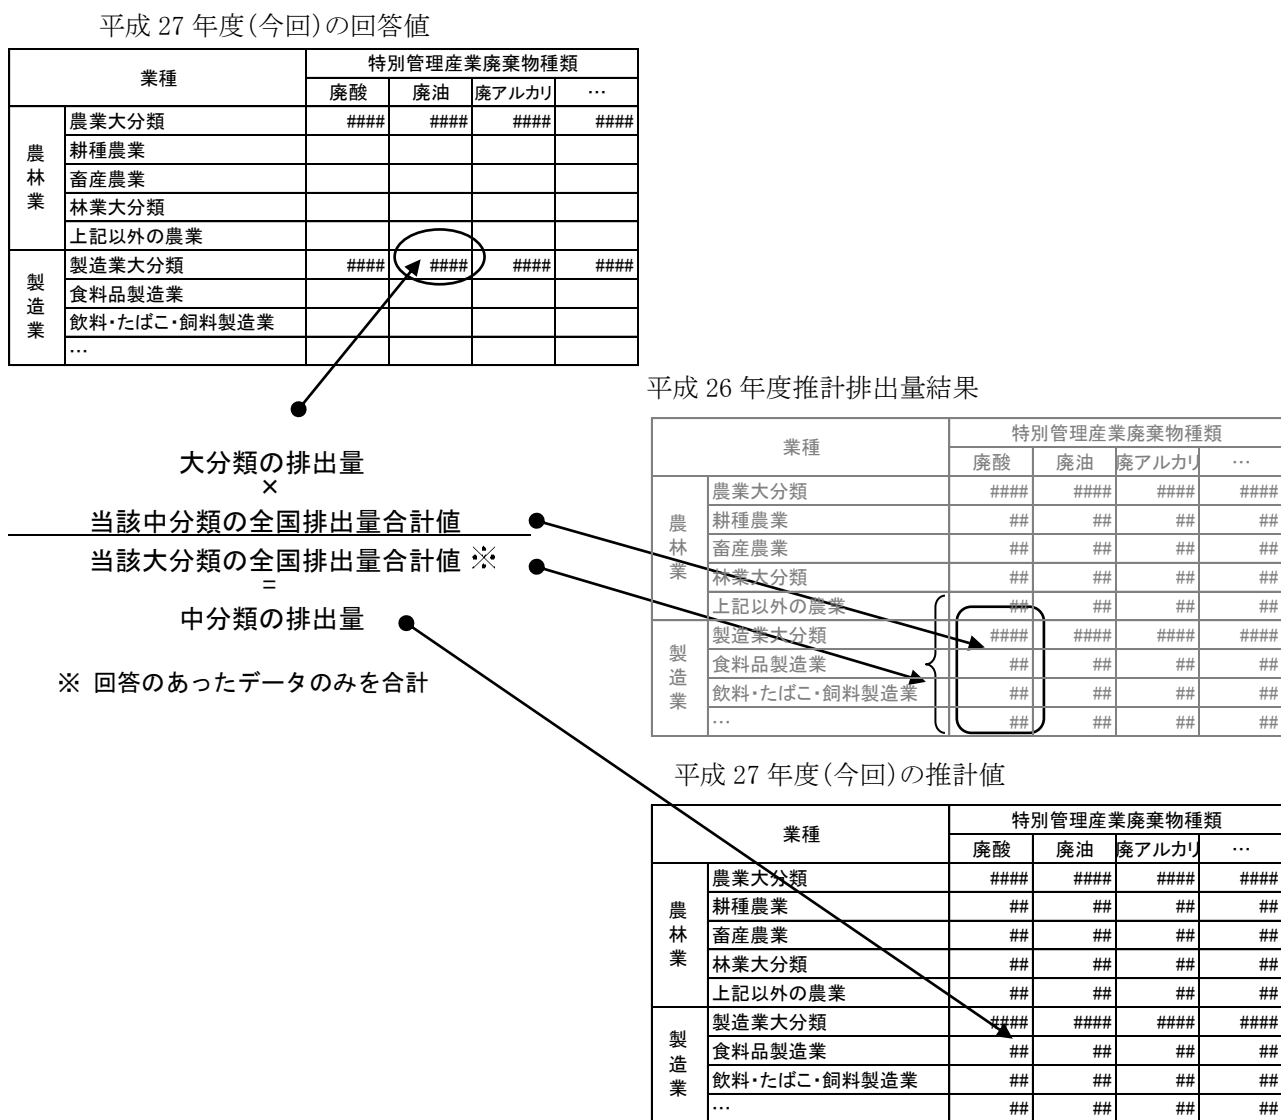 平成 27 年度(今回)の回答値
業種 特別管理産業廃棄物種類
廃酸 廃油 廃アルカリ …
農林業
農業大分類 #### #### #### ####
耕種農業
畜産農業
林業大分類
上記以外の農業
製造業
製造業大分類 #### #### #### ####
食料品製造業
飲料・たばこ・飼料製造業
…
大分類の排出量
×
当該中分類の全国排出量合計値
当該大分類の全国排出量合計値 ※
=
中分類の排出量
※ 回答のあったデータのみを合計
平成 26 年度推計排出量結果
業種 特別管理産業廃棄物種類
廃酸 廃油 廃アルカリ …
農林業
農業大分類 #### #### #### ####
耕種農業 ## ## ## ##
畜産農業 ## ## ## ##
林業大分類 ## ## ## ##
上記以外の農業 ## ## ## ##
製造業
製造業大分類 #### #### #### ####
食料品製造業 ## ## ## ##
飲料・たばこ・飼料製造業 ## ## ## ##
… ## ## ## ##
平成 27 年度(今回)の推計値
業種 特別管理産業廃棄物種類
廃酸 廃油 廃アルカリ …
農林業
農業大分類 #### #### #### ####
耕種農業 ## ## ## ##
畜産農業 ## ## ## ##
林業大分類 ## ## ## ##
上記以外の農業 ## ## ## ##
製造業
製造業大分類 #### #### #### ####
食料品製造業 ## ## ## ##
飲料・たばこ・飼料製造業 ## ## ## ##
… ## ## ## ##